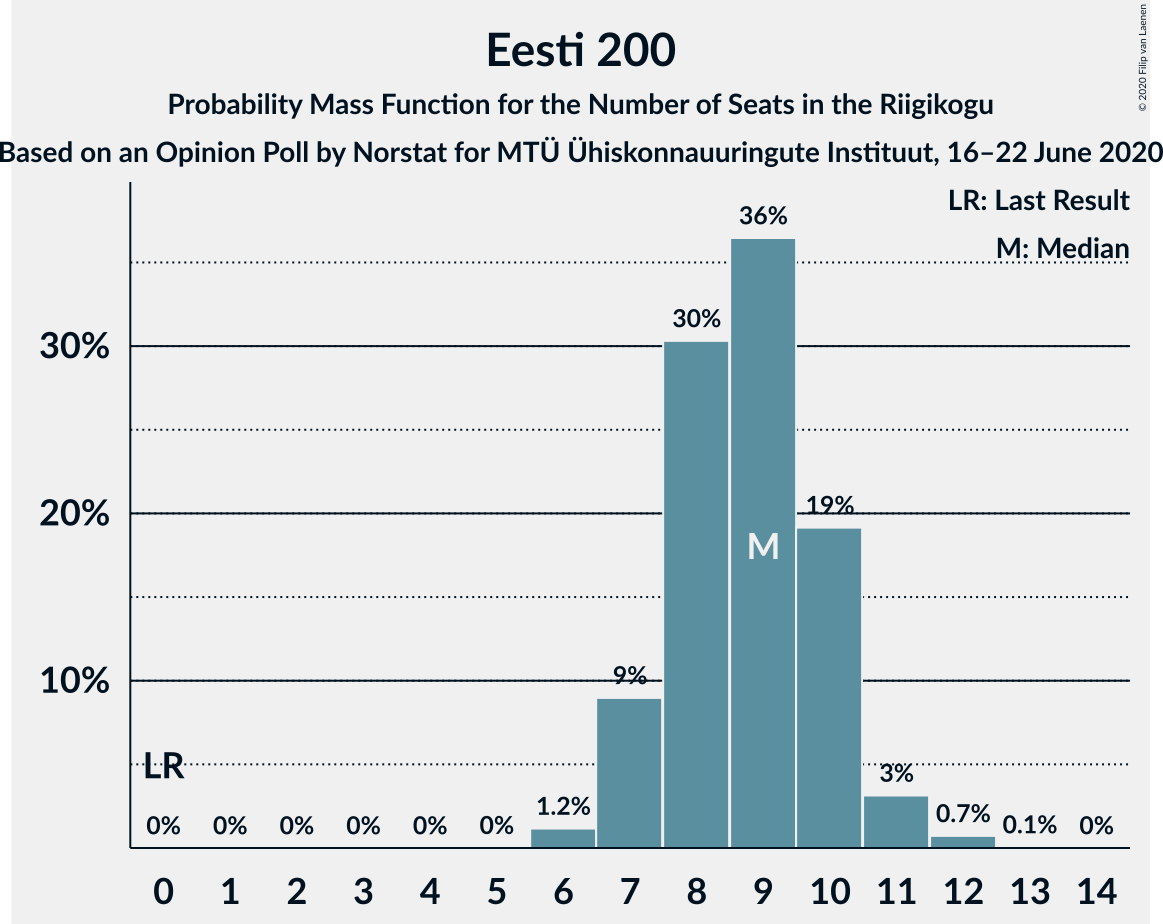 Eesti 200
Probability Mass Function for the Number of Seats in the Riigikogu
Based on an Opinion Poll by Norstat for MTÜ Ühiskonnauuringute Instituut, 16–22 June 2020
© 2020 Filip van Laenen
LR: Last Result
M: Median
36%
30%
30%
20%
19%
M
10%
9%
LR
3%
1.2%
0.7%
0% 0% 0% 0% 0% 0% 0.1% 0%
0 1 2 3 4 5 6 7 8 9 10 11 12 13 14